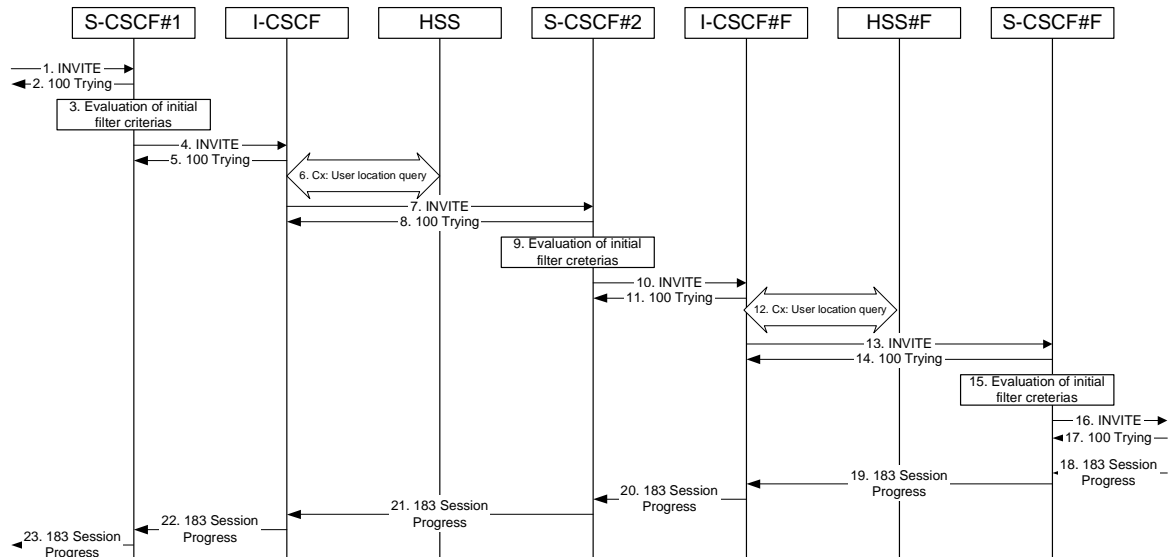 S-CSCF#1
I-CSCF
HSS
S-CSCF#2
I-CSCF#F
HSS#F
S-CSCF#F
1. INVITE
2. 100 Trying
3. Evaluation of initial
filter criterias
4. INVITE
5. 100 Trying
6. Cx: User location query
7. INVITE
8. 100 Trying
9. Evaluation of initial
filter creterias
10. INVITE
11. 100 Trying
12. Cx: User location query
13. INVITE
14. 100 Trying
15. Evaluation of initial
filter creterias
16. INVITE
17. 100 Trying
18. 183 Session
Progress
19. 183 Session
Progress
20. 183 Session
Progress
21. 183 Session
Progress
22. 183 Session
Progress
23. 183 Session
Progress